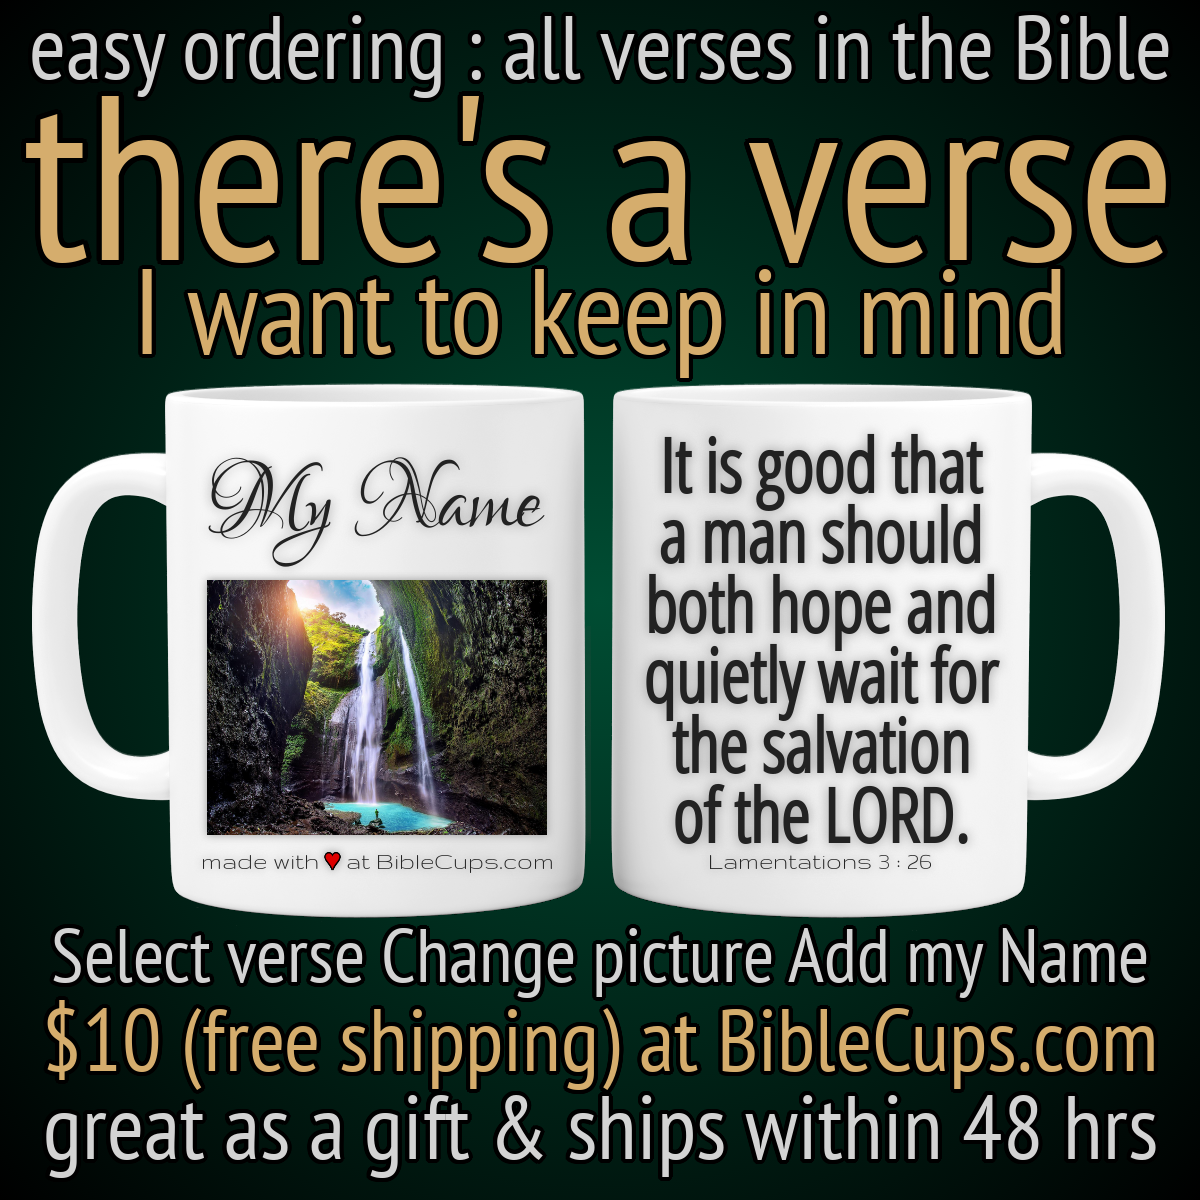 easy ordering : all verses in the Bible
there's a verse
I want to keep in mind
My Name
made with ♥ at BibleCups.com
It is good that
a man should
both hope and
quietly wait for
the salvation
of the LORD.
Lamentations 3 : 26
Select verse Change picture Add my Name
$10 (free shipping) at BibleCups.com
great as a gift & ships within 48 hrs